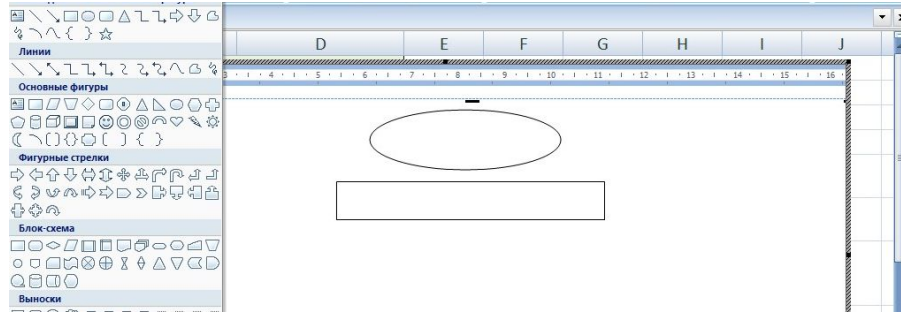 Линии
D E F G H I J
3 4 5 6 7 8 9 10 11 12 13 14 15 16
Основные фигуры
Фигурные стрелки
Блок-схема
Выноски